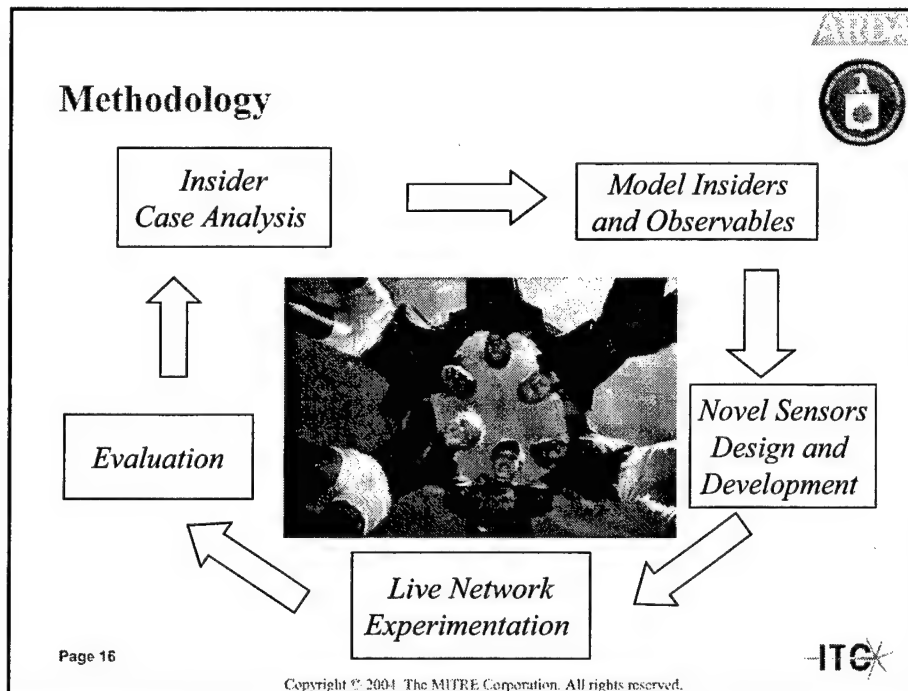 ARDA
Methodology
Insider
Case Analysis
Model Insiders
and Observables
Novel Sensors
Design and
Development
Live Network
Experimentation
Evaluation
Page 16
ITC
Copyright © 2004 The MITRE Corporation. All rights reserved.